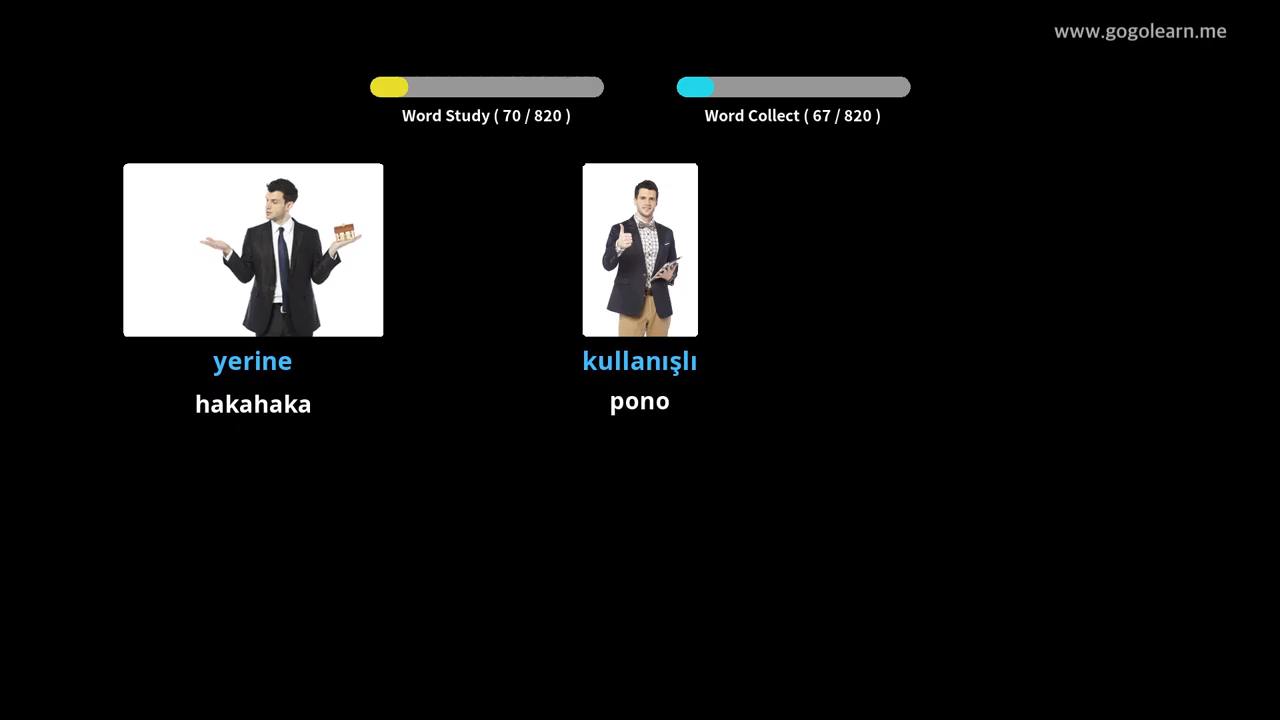 www.gogolearn.me
Word Study ( 70 / 820 )
Word Collect ( 67 / 820 )
yerine
hakahaka
kullanışlı
pono